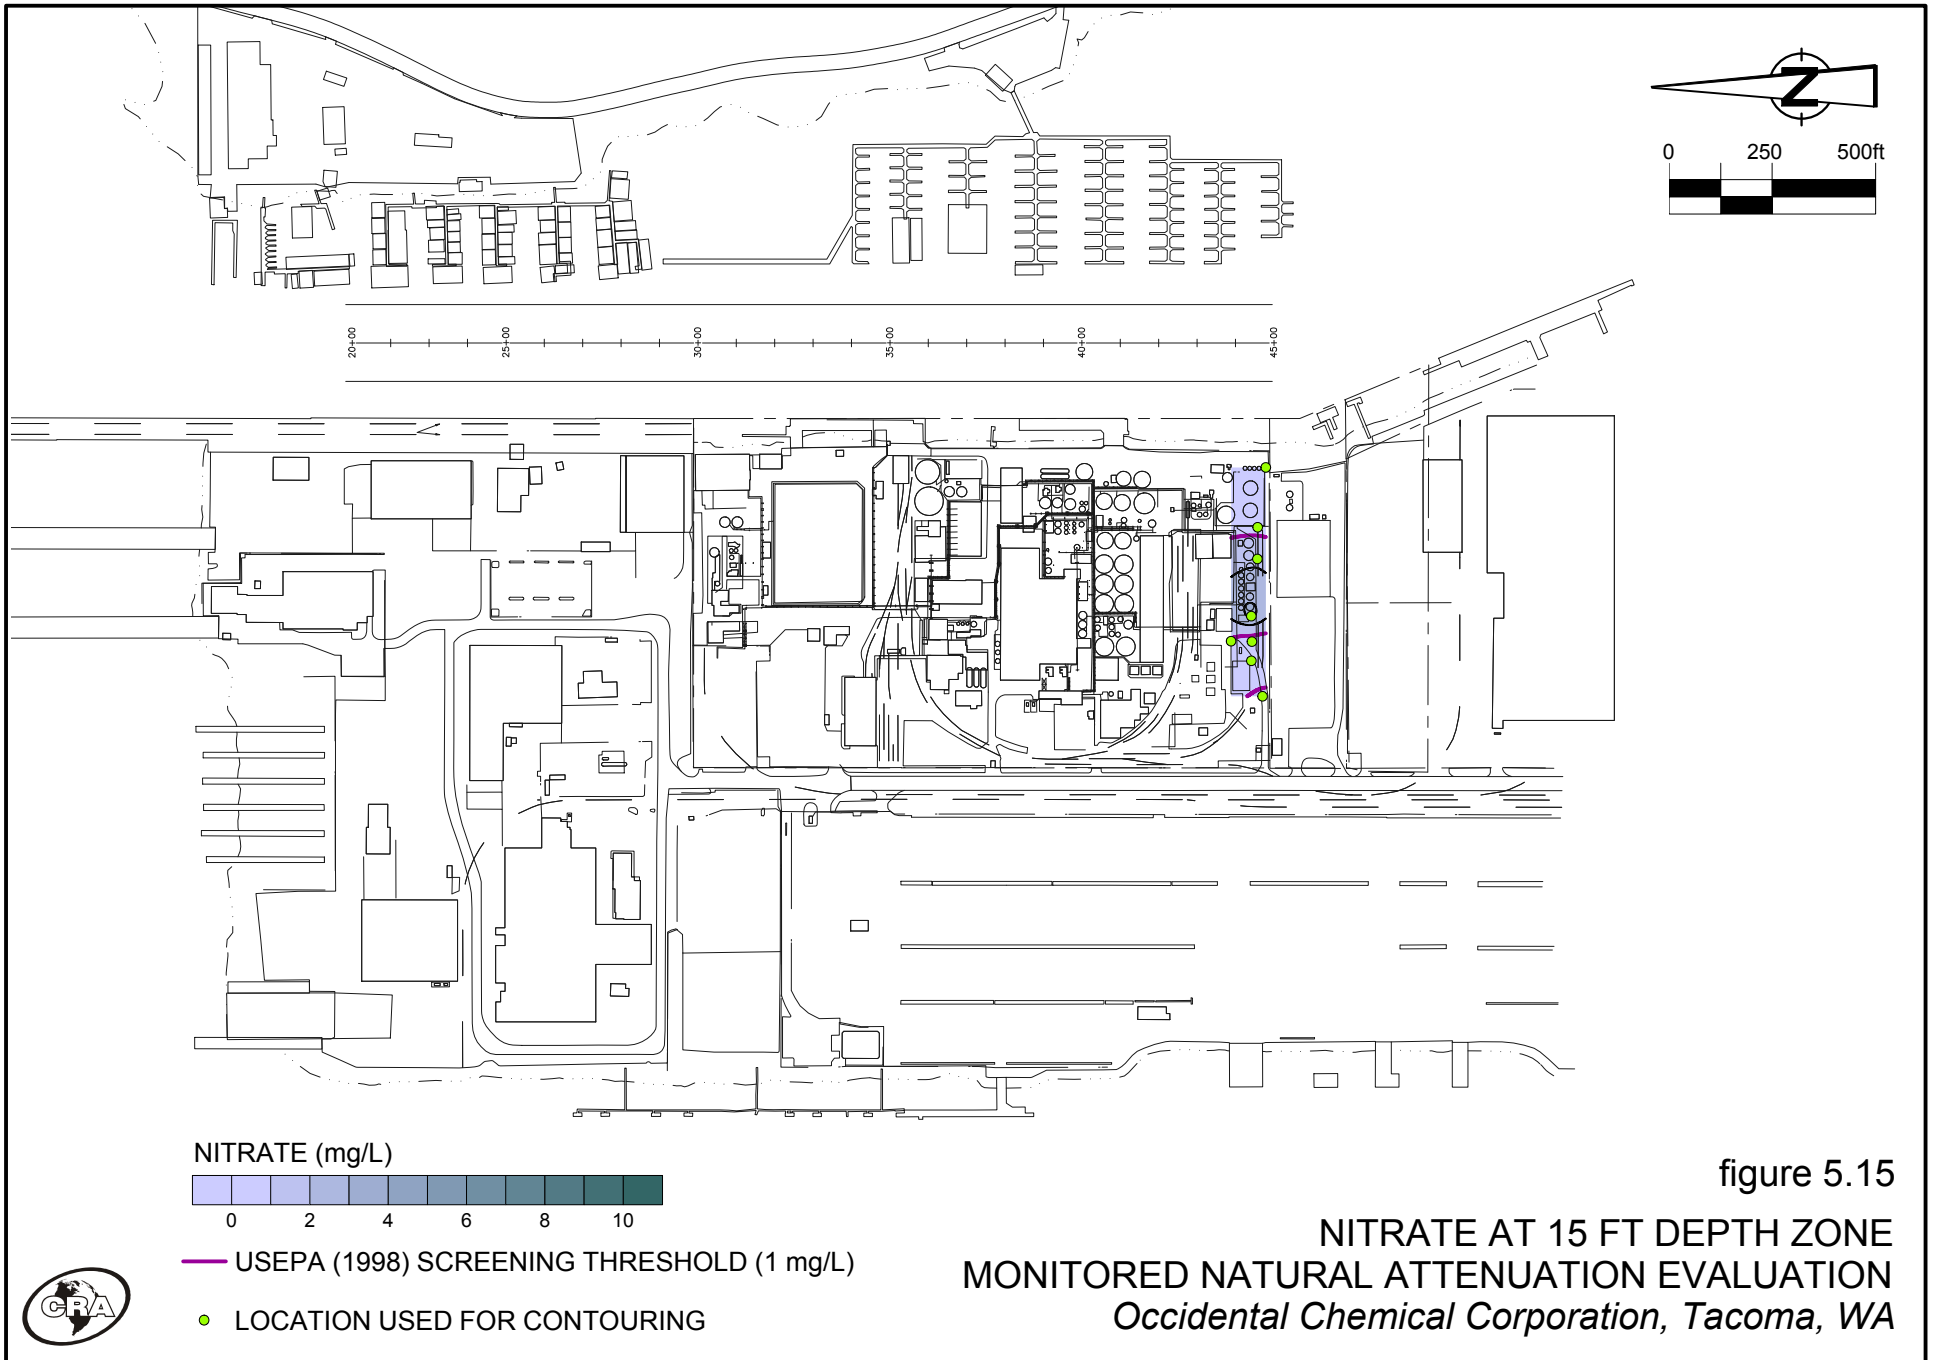 N
0 250 500ft
20+00 25+00 30+00 35+00 40+00 45+00
NITRATE (mg/L)
0 2 4 6 8 10
USEPA (1998) SCREENING THRESHOLD (1 mg/L)
LOCATION USED FOR CONTOURING
CRA
figure 5.15
NITRATE AT 15 FT DEPTH ZONE
MONITORED NATURAL ATTENUATION EVALUATION
Occidental Chemical Corporation, Tacoma, WA